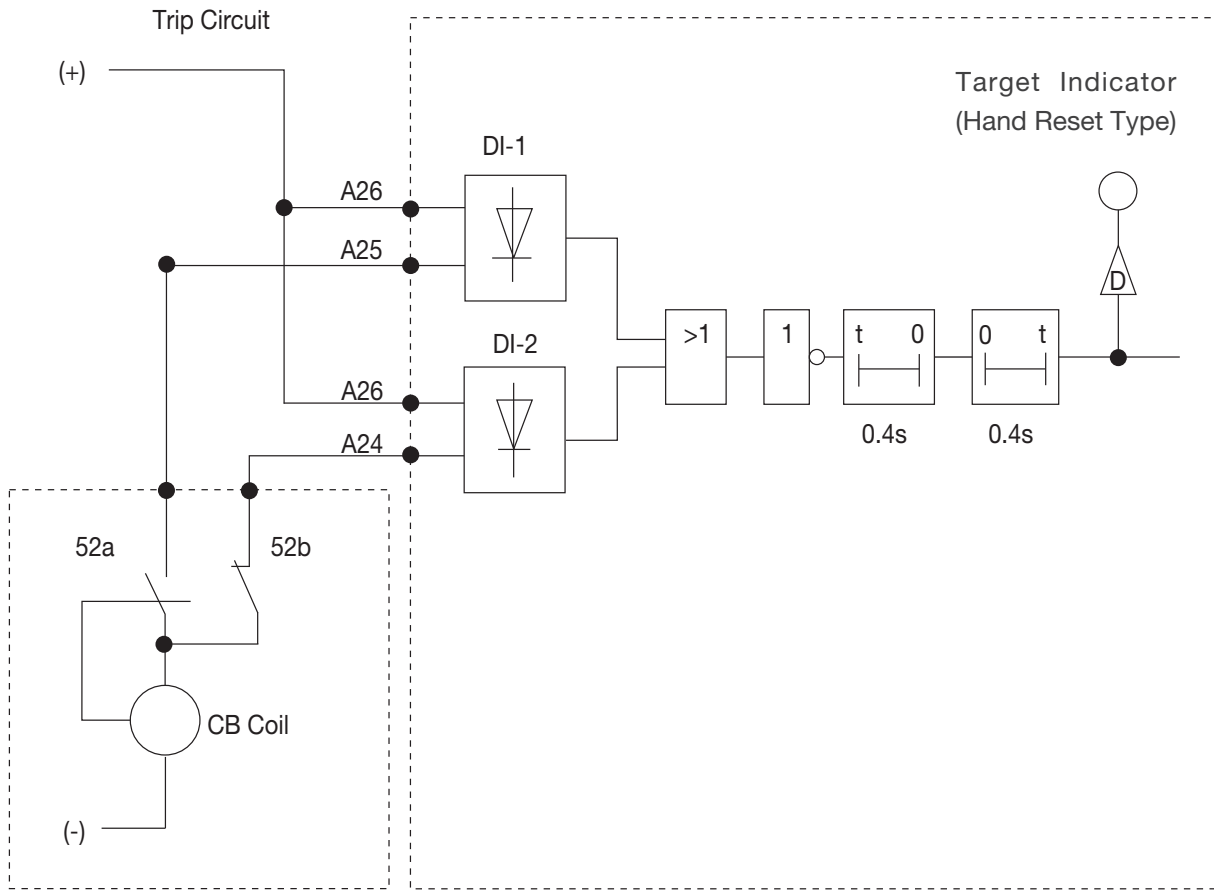 Trip Circuit
(+)
Target Indicator
(Hand Reset Type)
DI-1
A26
A25
D
>1
1
t 0
0 t
DI-2
A26
0.4s
0.4s
A24
52a
52b
CB Coil
(-)